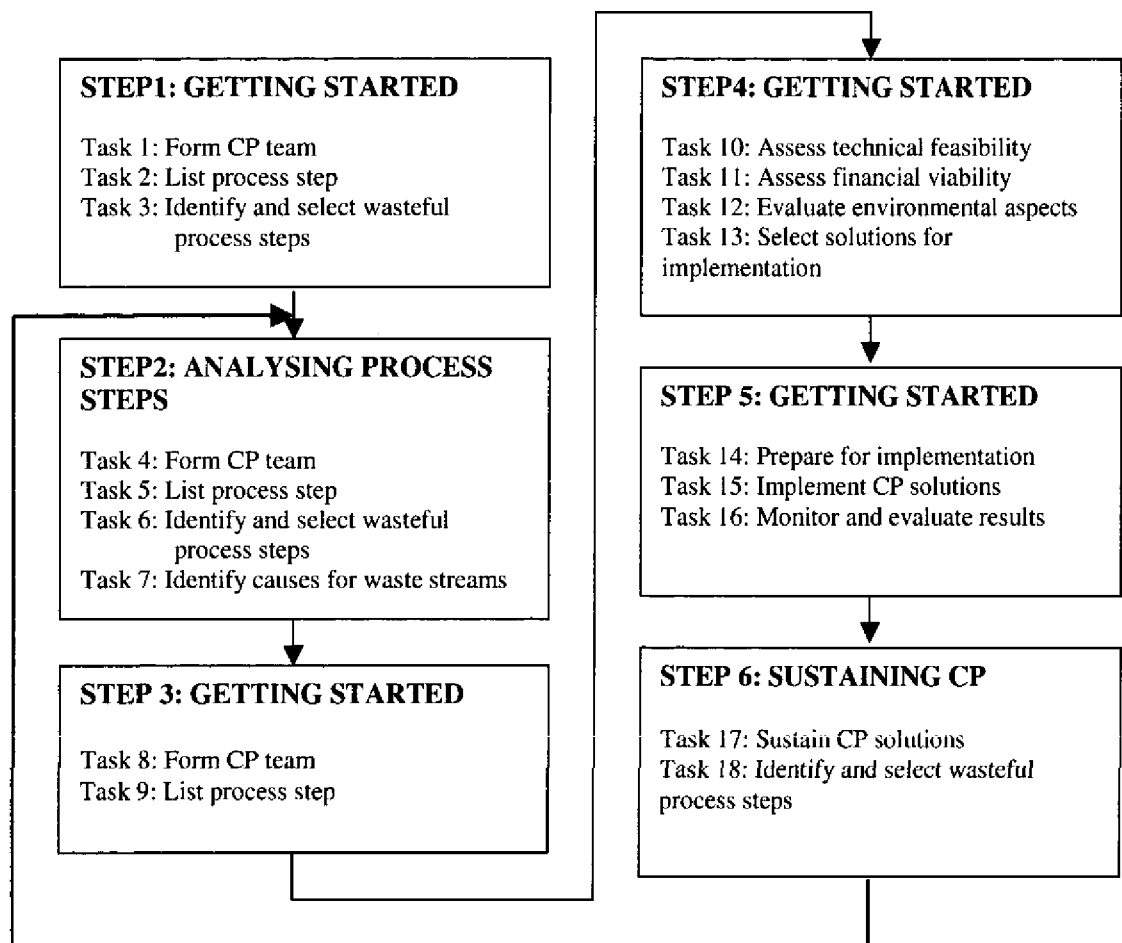 STEP1: GETTING STARTED
Task 1: Form CP team
Task 2: List process step
Task 3: Identify and select wasteful
process steps
STEP2: ANALYSING PROCESS
STEPS
Task 4: Form CP team
Task 5: List process step
Task 6: Identify and select wasteful
process steps
Task 7: Identify causes for waste streams
STEP 3: GETTING STARTED
Task 8: Form CP team
Task 9: List process step
STEP4: GETTING STARTED
Task 10: Assess technical feasibility
Task 11: Assess financial viability
Task 12: Evaluate environmental aspects
Task 13: Select solutions for
implementation
STEP 5: GETTING STARTED
Task 14: Prepare for implementation
Task 15: Implement CP solutions
Task 16: Monitor and evaluate results
STEP 6: SUSTAINING CP
Task 17: Sustain CP solutions
Task 18: Identify and select wasteful
process steps